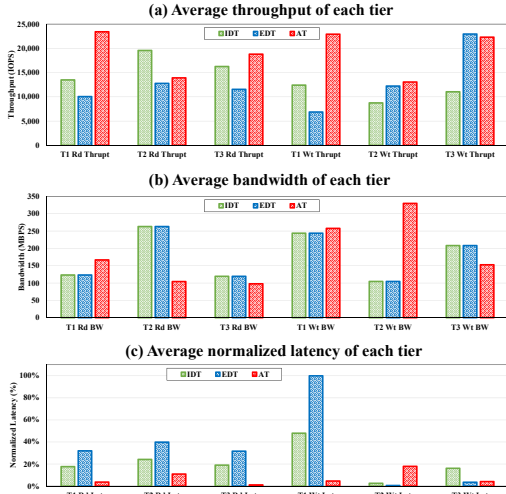 (a) Average throughput of each tier
IDT EDT AT
Throughput (IOPS)
25,000
20,000
15,000
10,000
5,000
0
T1 Rd Thrupt T2 Rd Thrupt T3 Rd Thrupt T1 Wt Thrupt T2 Wt Thrupt T3 Wt Thrupt
(b) Average bandwidth of each tier
IDT EDT AT
Bandwidth (MBPS)
350
300
250
200
150
100
50
0
T1 Rd BW T2 Rd BW T3 Rd BW T1 Wt BW T2 Wt BW T3 Wt BW
(c) Average normalized latency of each tier
IDT EDT AT
Normalized Latency (%)
100%
80%
60%
40%
20%
0%